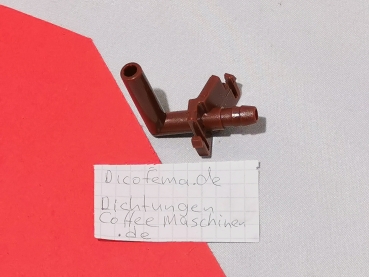 Dicofema.de
Dichtungen
Coffee Maschinen
.de